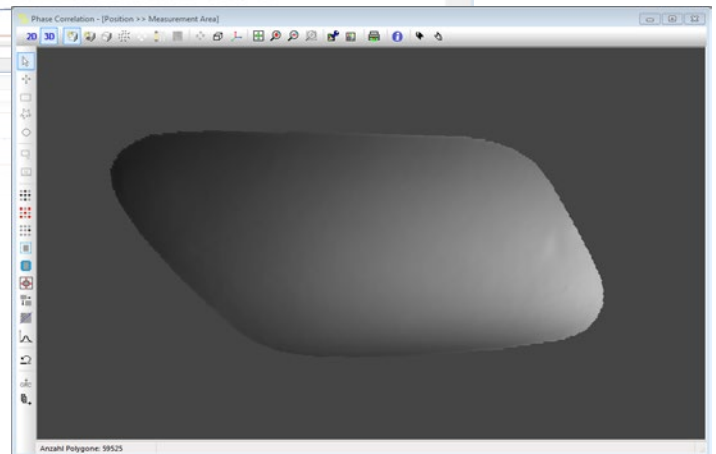 Phase Correlation - [Position >> Measurement Area]
2D 3D
Anzahl Polygone: 59525